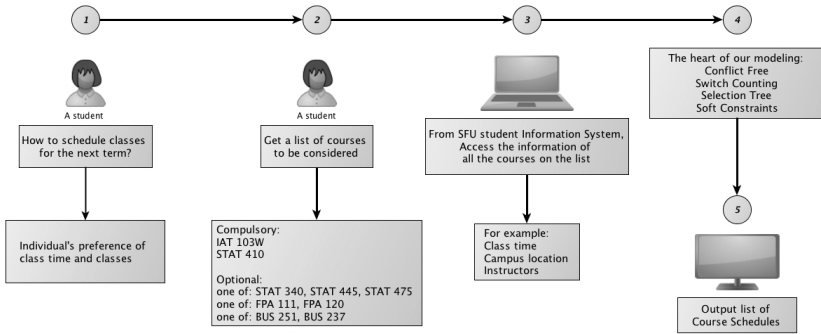 1
2
3
4
A student
How to schedule classes
for the next term?
Individual's preference of
class time and classes
A student
Get a list of courses
to be considered
Compulsory:
IAT 103W
STAT 410
Optional:
one of: STAT 340, STAT 445, STAT 475
one of: FPA 111, FPA 120
one of: BUS 251, BUS 237
From SFU student Information System,
Access the information of
all the courses on the list
For example:
Class time
Campus location
Instructors
The heart of our modeling:
Conflict Free
Switch Counting
Selection Tree
Soft Constraints
5
Output list of
Course Schedules